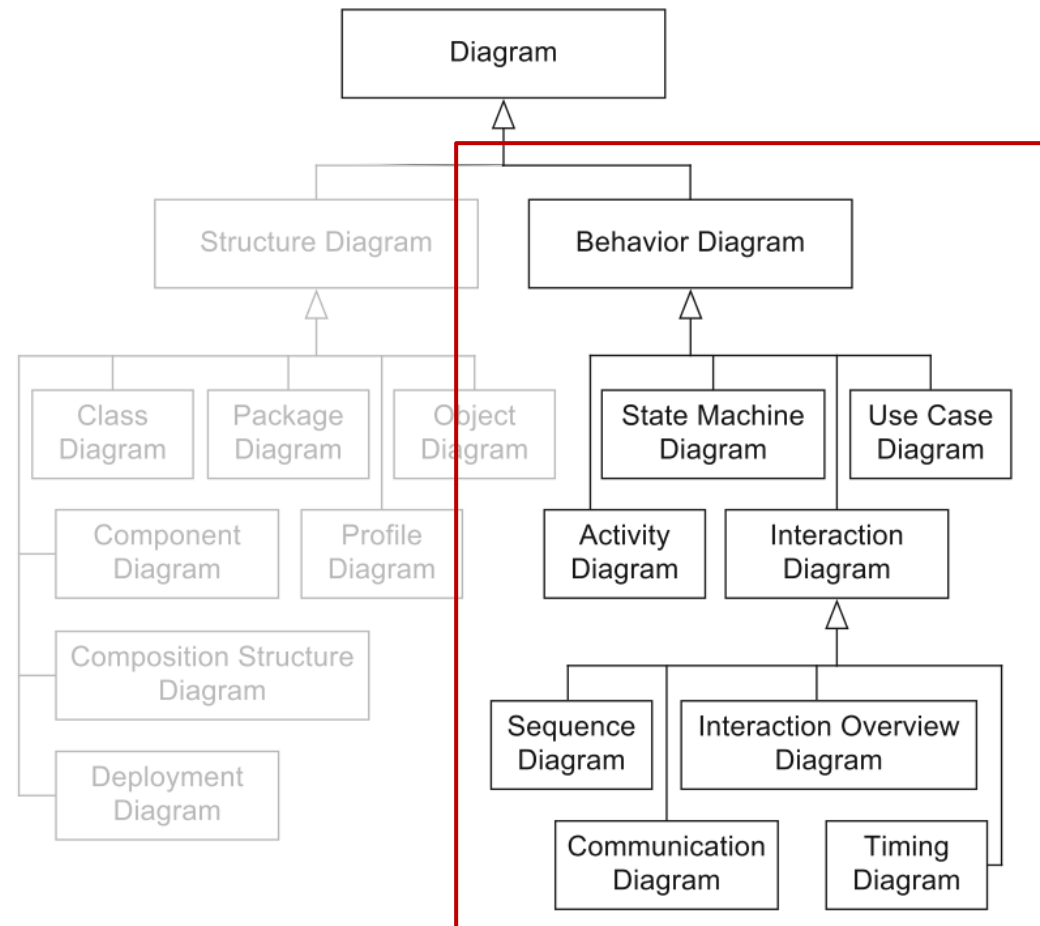 Diagram
Structure Diagram
Behavior Diagram
Class
Diagram
Package
Diagram
Object
Diagram
State Machine
Diagram
Use Case
Diagram
Component
Diagram
Profile
Diagram
Activity
Diagram
Interaction
Diagram
Composition Structure
Diagram
Sequence
Diagram
Interaction Overview
Diagram
Deployment
Diagram
Communication
Diagram
Timing
Diagram